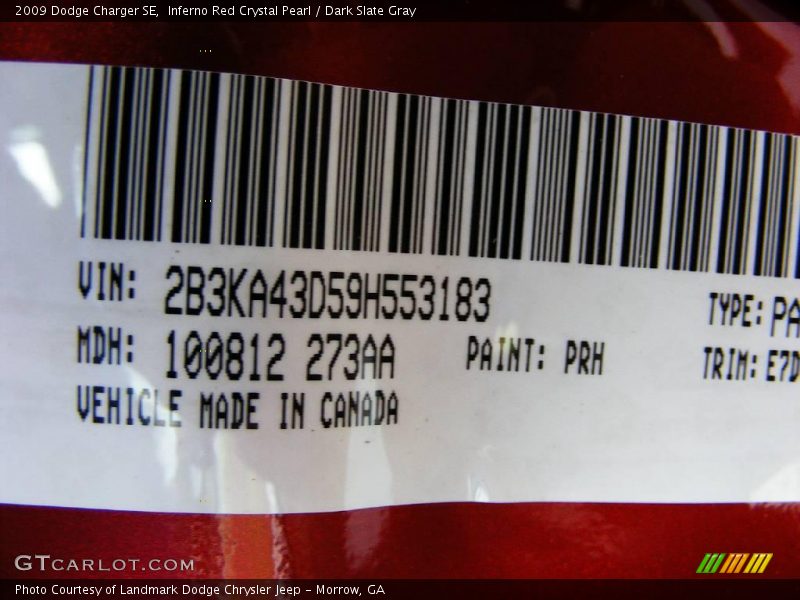 2009 Dodge Charger SE,  Inferno Red Crystal Pearl / Dark Slate Gray
VIN: 2B3KA43D59H553183 TYPE: PA
MDH: 100812 273AA PAINT: PRH TRIM: E7D
VEHICLE MADE IN CANADA
GTCARLOT.COM
Photo Courtesy of Landmark Dodge Chrysler Jeep - Morrow, GA